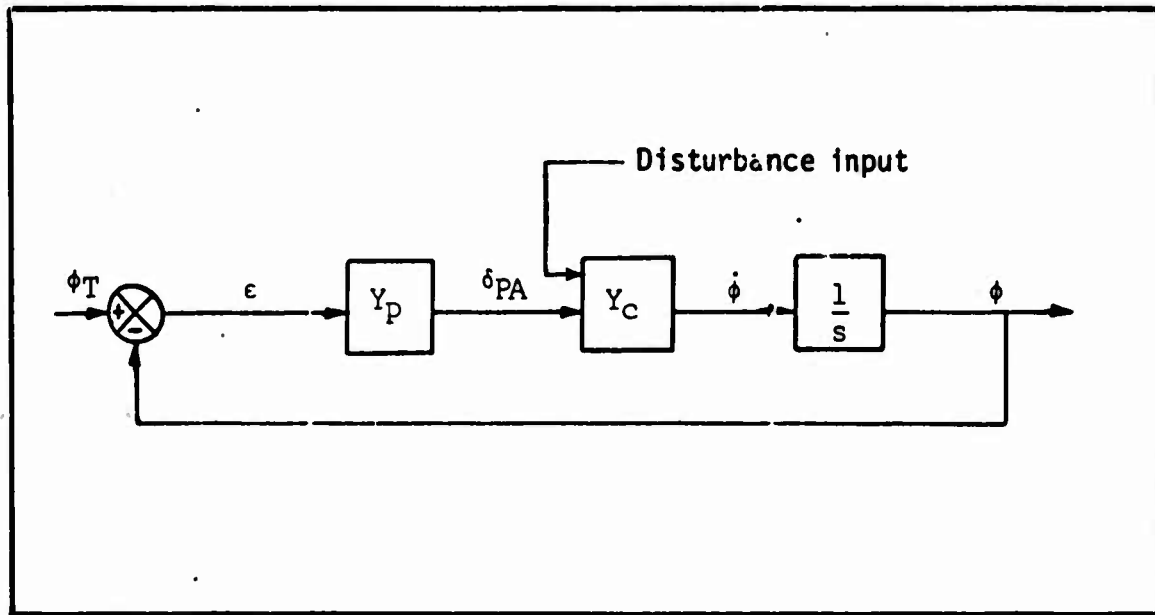 Disturbance input
ϕT
+
-
ε
Yp
δPA
Yc
ϕ̇
1
s
ϕ